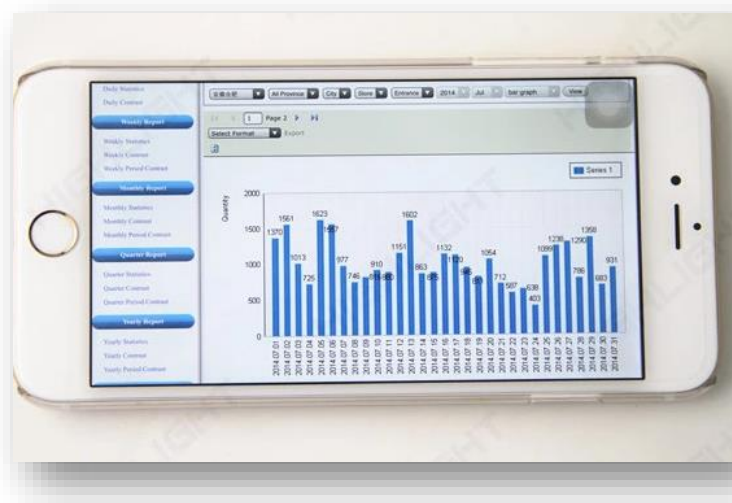 Daily Statistics
Daily Contrast
Weekly Report
Weekly Statistics
Weekly Contrast
Weekly Period Contrast
Monthly Report
Monthly Statistics
Monthly Contrast
Monthly Period Contrast
Quarter Report
Quarter Statistics
Quarter Contrast
Quarter Period Contrast
Yearly Report
Yearly Statistics
Yearly Contrast
Yearly Period Contrast
All Province City Store Entrance 2014 Jul bar graph View
1 Page 2
Select Format Export
Series 1
Quantity
2000
1500
1000
500
0
1370 1561 1013 725 1623 1557 977 746 910 1151 1602 863 1132 1120 1054 712 587 638 403 1099 1238 1290 786 1358 683 931
2014.07.01
2014.07.02
2014.07.03
2014.07.04
2014.07.05
2014.07.06
2014.07.07
2014.07.08
2014.07.09
2014.07.10
2014.07.11
2014.07.12
2014.07.13
2014.07.14
2014.07.15
2014.07.16
2014.07.17
2014.07.18
2014.07.19
2014.07.20
2014.07.21
2014.07.22
2014.07.23
2014.07.24
2014.07.25
2014.07.26
2014.07.27
2014.07.28
2014.07.29
2014.07.30
2014.07.31